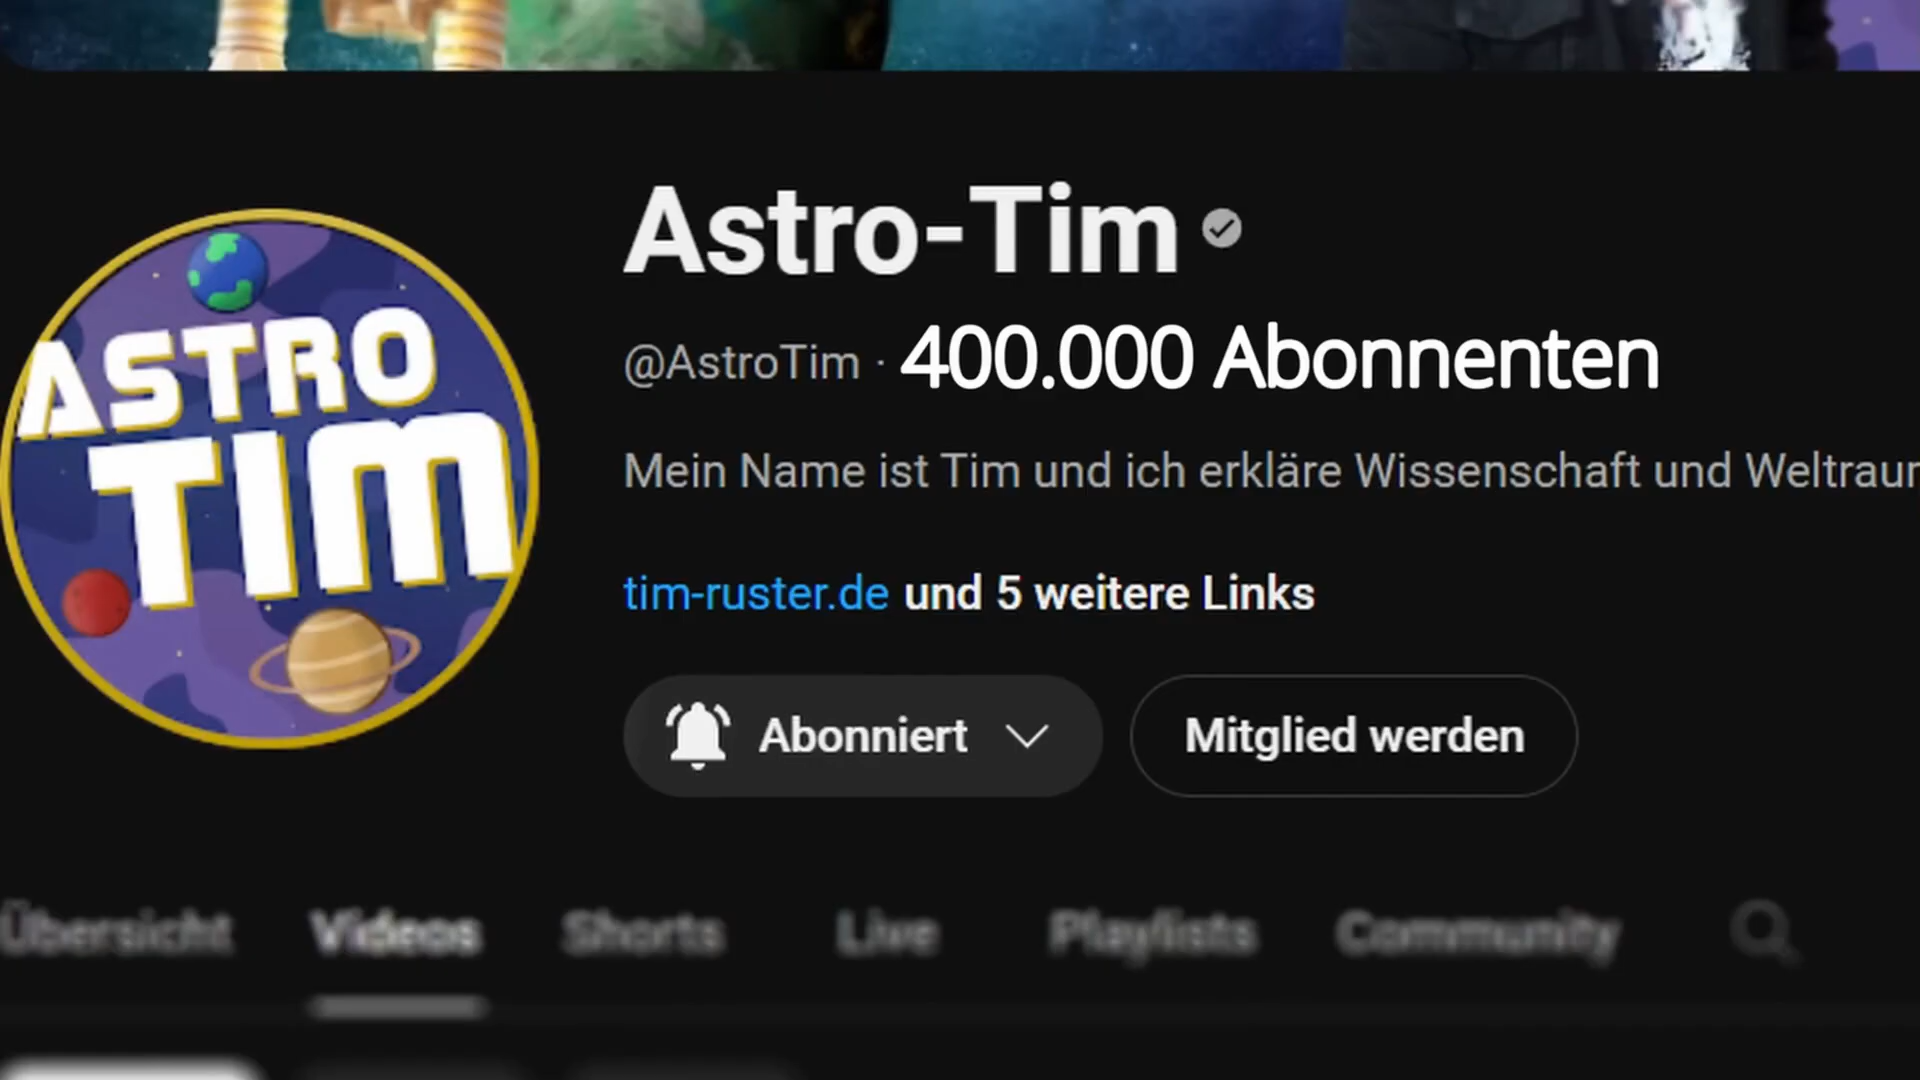 ASTRO
TIM
Astro-Tim
@AstroTim · 400.000 Abonnenten
Mein Name ist Tim und ich erkläre Wissenschaft und Weltraum
tim-ruster.de und 5 weitere Links
Abonniert
Mitglied werden
Übersicht Videos Shorts Live Playlists Community